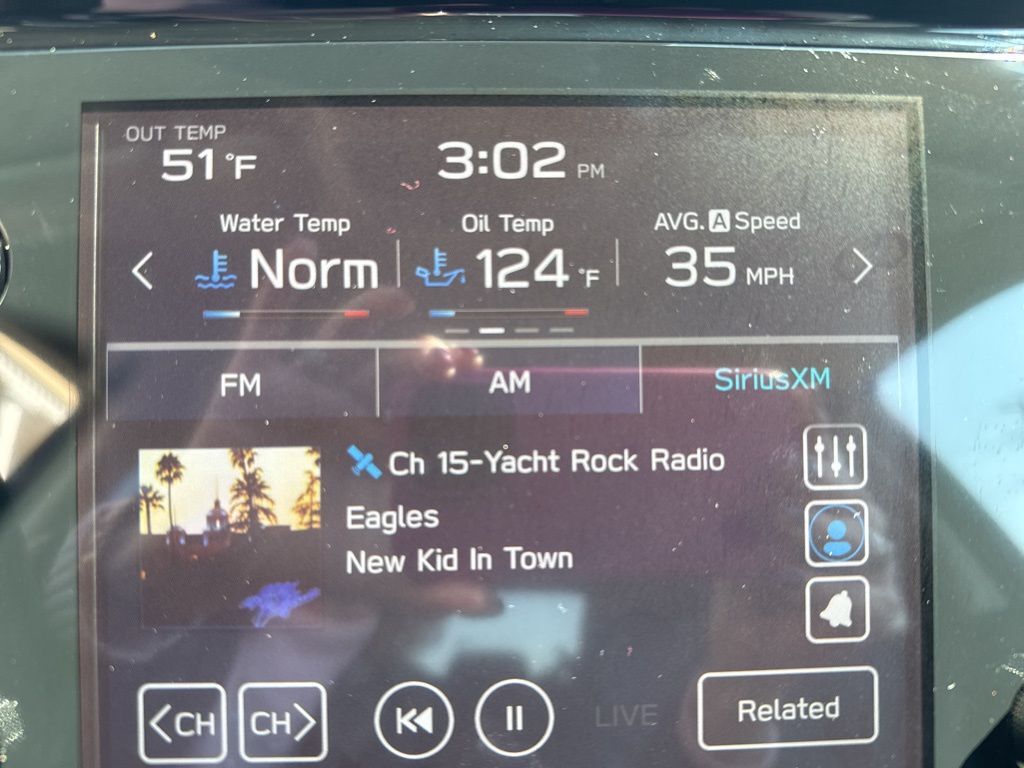 OUT TEMP
51 °F
3:02 PM
Water Temp
Oil Temp
AVG. A Speed
Norm
124 °F
35 MPH
FM
AM
SiriusXM
Ch 15-Yacht Rock Radio
Eagles
New Kid In Town
<CH
CH>
LIVE
Related